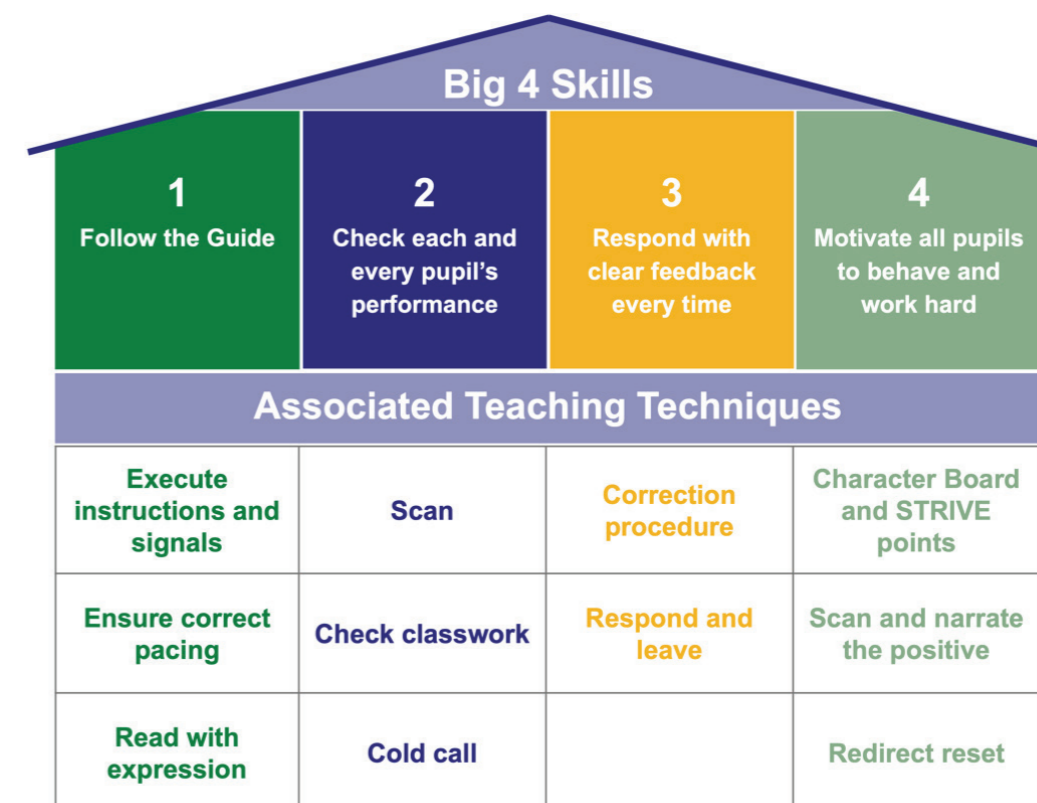 Big 4 Skills
1
Follow the Guide
2
Check each and
every pupil's
performance
3
Respond with
clear feedback
every time
4
Motivate all pupils
to behave and
work hard
Associated Teaching Techniques
Execute
instructions and
signals
Scan
Correction
procedure
Character Board
and STRIVE
points
Ensure correct
pacing
Check classwork
Respond and
leave
Scan and narrate
the positive
Read with
expression
Cold call
Redirect reset